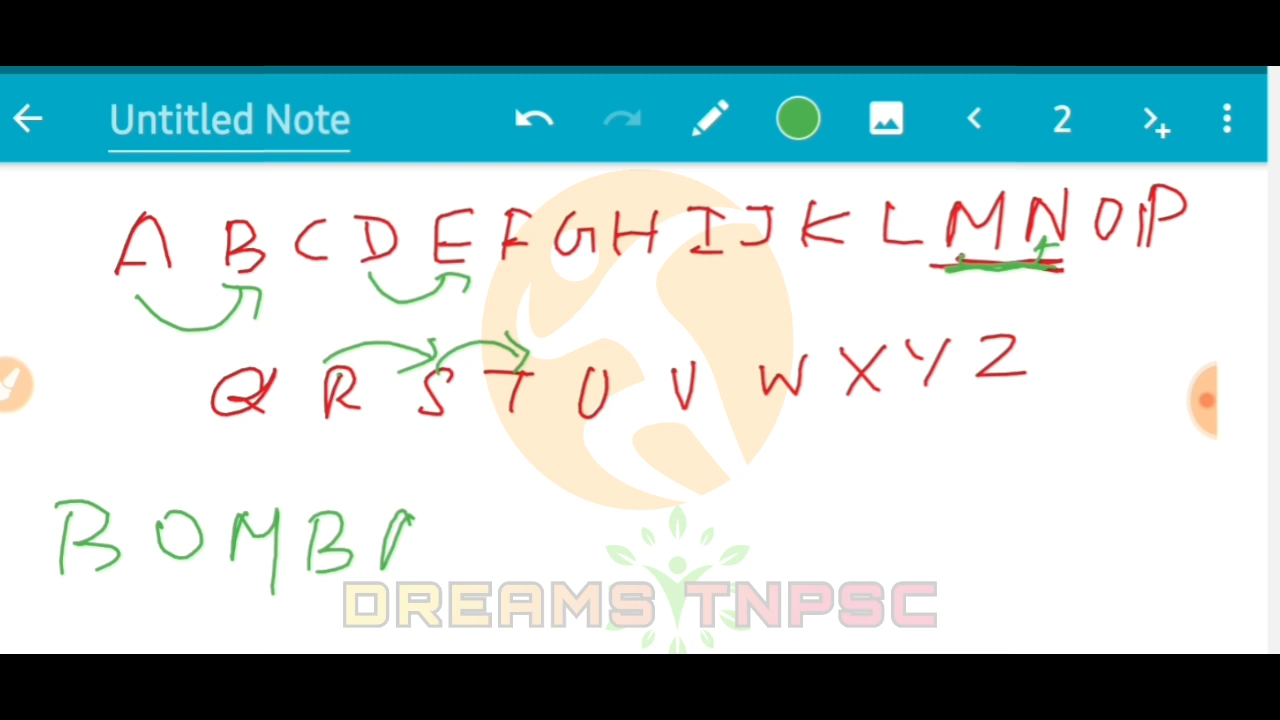 Untitled Note
2
A B C D E F G H I J K L M N O P
Q R S T U V W X Y Z
B O M B
DREAMS TNPSC